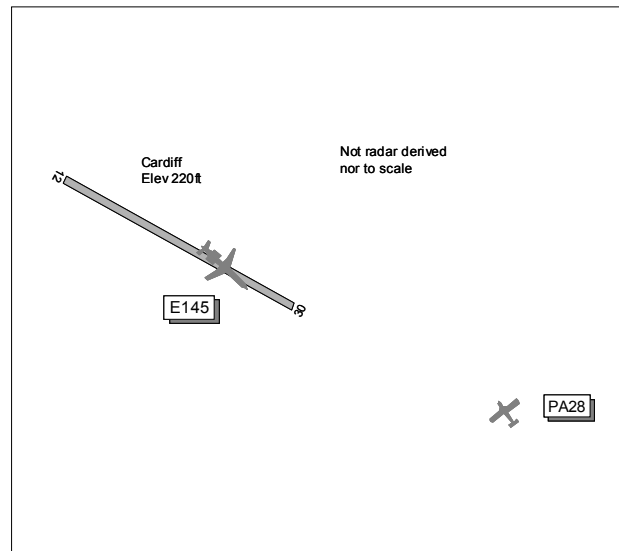 Cardiff
Elev 220ft
Not radar derived
nor to scale
12
E145
30
PA28